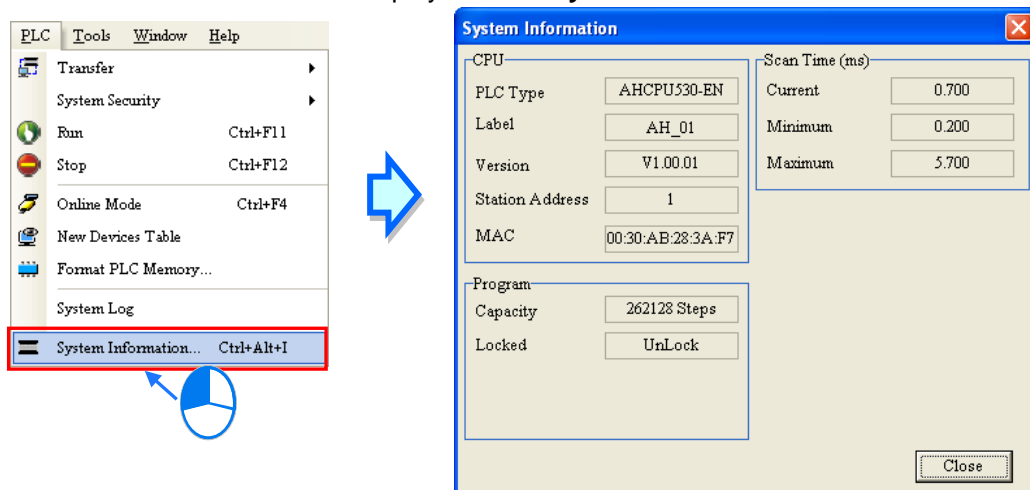 PLC Tools Window Help
Transfer
System Security
Run Ctrl+F11
Stop Ctrl+F12
Online Mode Ctrl+F4
New Devices Table
Format PLC Memory...
System Log
System Information... Ctrl+Alt+I
System Information
CPU
PLC Type AHCPU530-EN
Label AH_01
Version V1.00.01
Station Address 1
MAC 00:30:AB:28:3A:F7
Program
Capacity 262128 Steps
Locked UnLock
Scan Time (ms)
Current 0.700
Minimum 0.200
Maximum 5.700
Close